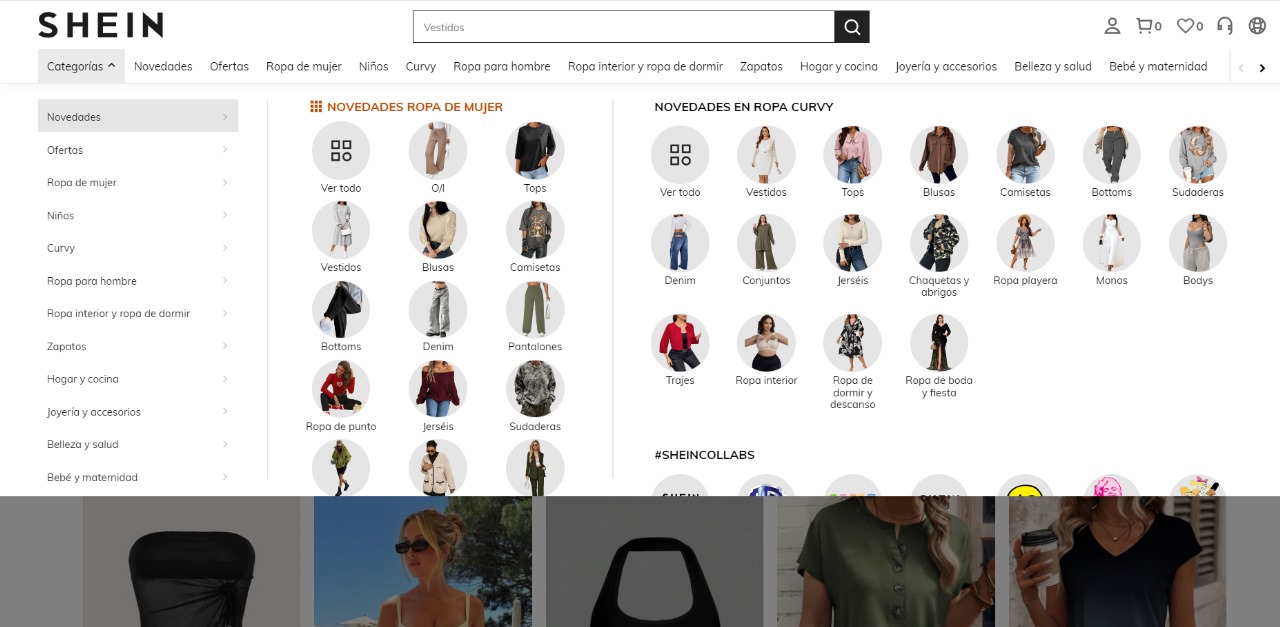 SHEIN
Vestidos
0
0
Categorías
Novedades
Ofertas
Ropa de mujer
Niños
Curvy
Ropa para hombre
Ropa interior y ropa de dormir
Zapatos
Hogar y cocina
Joyería y accesorios
Belleza y salud
Bebé y maternidad
Novedades
Ofertas
Ropa de mujer
Niños
Curvy
Ropa para hombre
Ropa interior y ropa de dormir
Zapatos
Hogar y cocina
Joyería y accesorios
Belleza y salud
Bebé y maternidad
NOVEDADES ROPA DE MUJER
Ver todo
O/I
Tops
Vestidos
Blusas
Camisetas
Bottoms
Denim
Pantalones
Ropa de punto
Jerséis
Sudaderas
NOVEDADES EN ROPA CURVY
Ver todo
Vestidos
Tops
Blusas
Camisetas
Bottoms
Sudaderas
Denim
Conjuntos
Jerséis
Chaquetas y
abrigos
Ropa playera
Monos
Bodys
Trajes
Ropa interior
Ropa de
dormir y
descanso
Ropa de boda
y fiesta
#SHEINCOLLABS